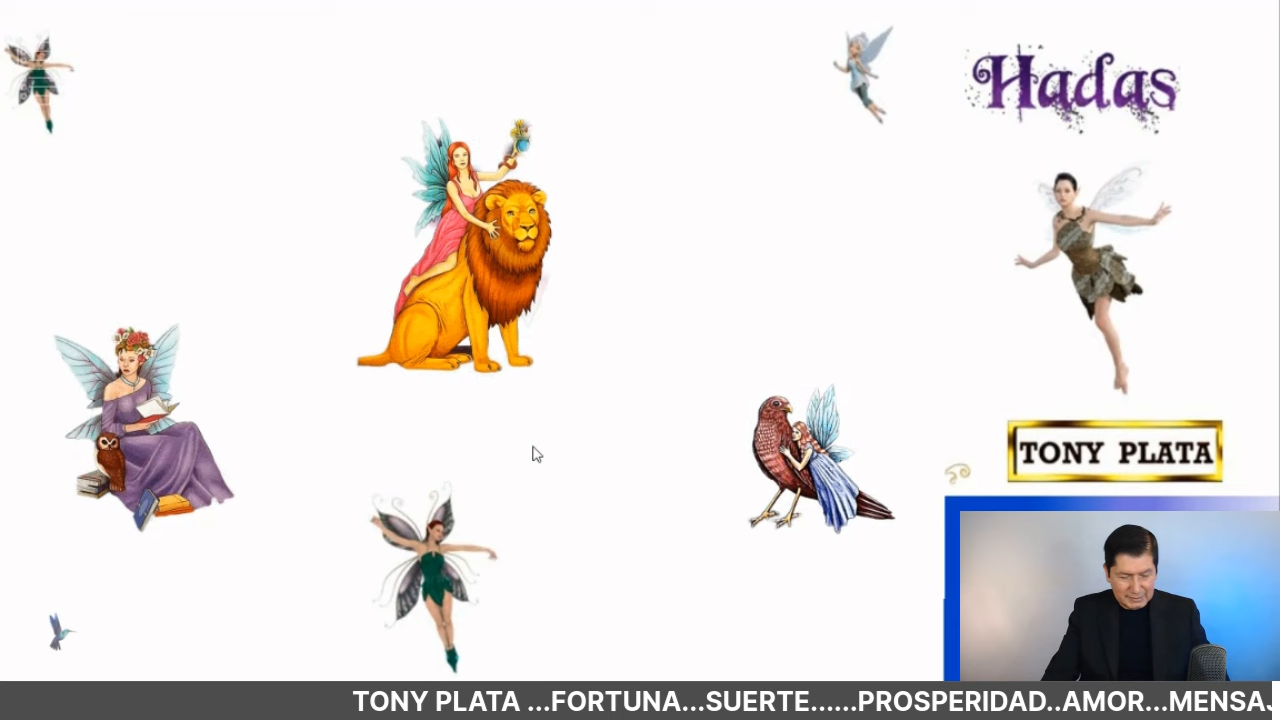 Hadas
TONY PLATA
TONY PLATA ...FORTUNA...SUERTE......PROSPERIDAD..AMOR...MENSAJ